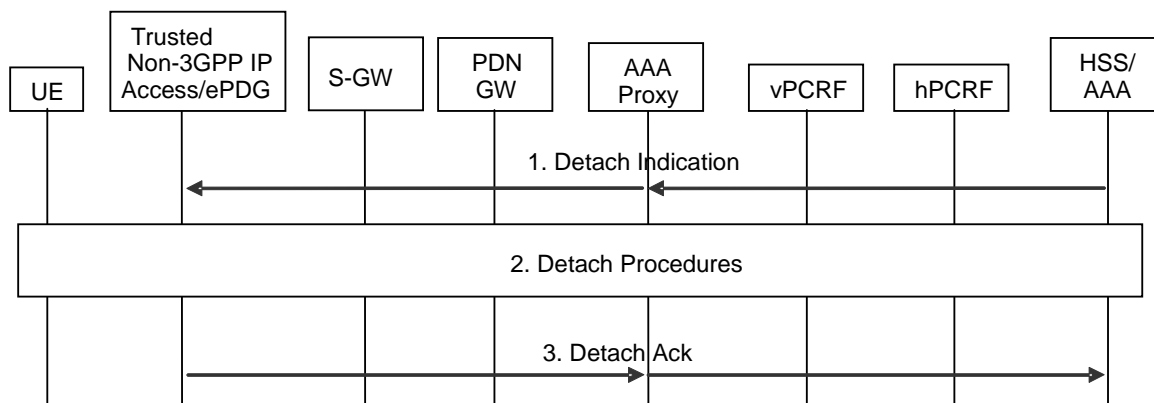 UE
Trusted
Non-3GPP IP
Access/ePDG
S-GW
PDN
GW
AAA
Proxy
vPCRF
hPCRF
HSS/
AAA
1. Detach Indication
2. Detach Procedures
3. Detach Ack